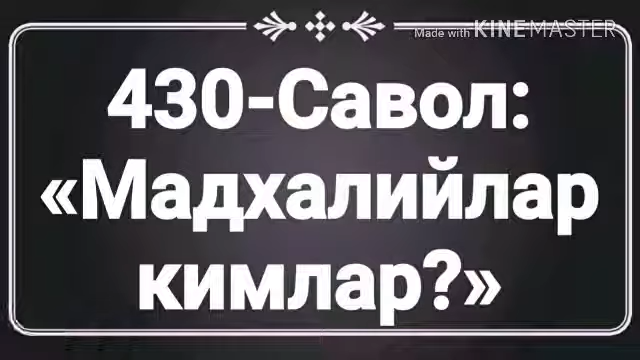 Made with KINEMASTER
430-Савол:
«Мадхалийлар
кимлар?»